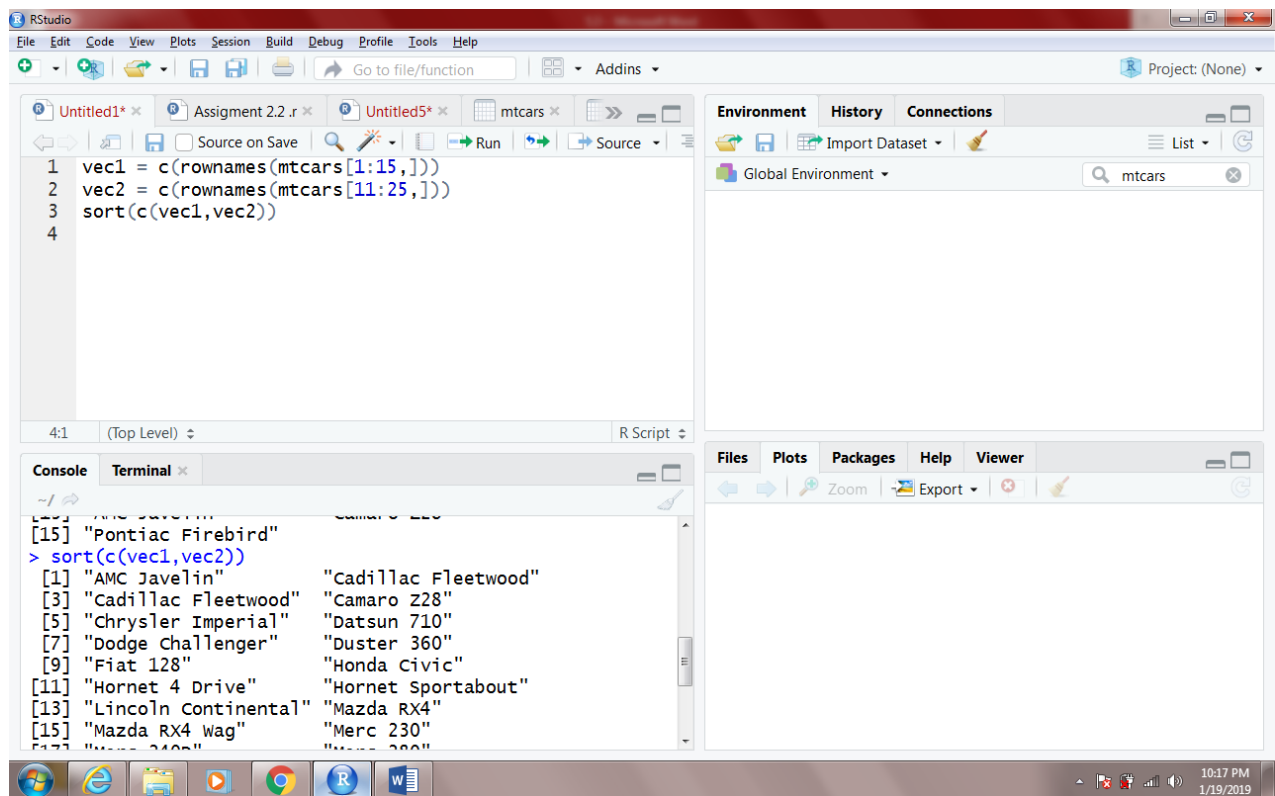 RStudio
File Edit Code View Plots Session Build Debug Profile Tools Help
Go to file/function Addins Project: (None)
Untitled1* Assigment 2.2 .r Untitled5* mtcars
Source on Save Run Source
1 vec1 = c(rownames(mtcars[1:15,]))
2 vec2 = c(rownames(mtcars[11:25,]))
3 sort(c(vec1,vec2))
4
4:1 (Top Level) R Script
Console Terminal
~/
[15] "Pontiac Firebird"
> sort(c(vec1,vec2))
[1] "AMC Javelin" "Cadillac Fleetwood"
[3] "Cadillac Fleetwood" "Camaro Z28"
[5] "Chrysler Imperial" "Datsun 710"
[7] "Dodge Challenger" "Duster 360"
[9] "Fiat 128" "Honda Civic"
[11] "Hornet 4 Drive" "Hornet Sportabout"
[13] "Lincoln Continental" "Mazda RX4"
[15] "Mazda RX4 Wag" "Merc 230"
Environment History Connections
Import Dataset List
Global Environment mtcars
Files Plots Packages Help Viewer
Zoom Export
10:17 PM
1/19/2019